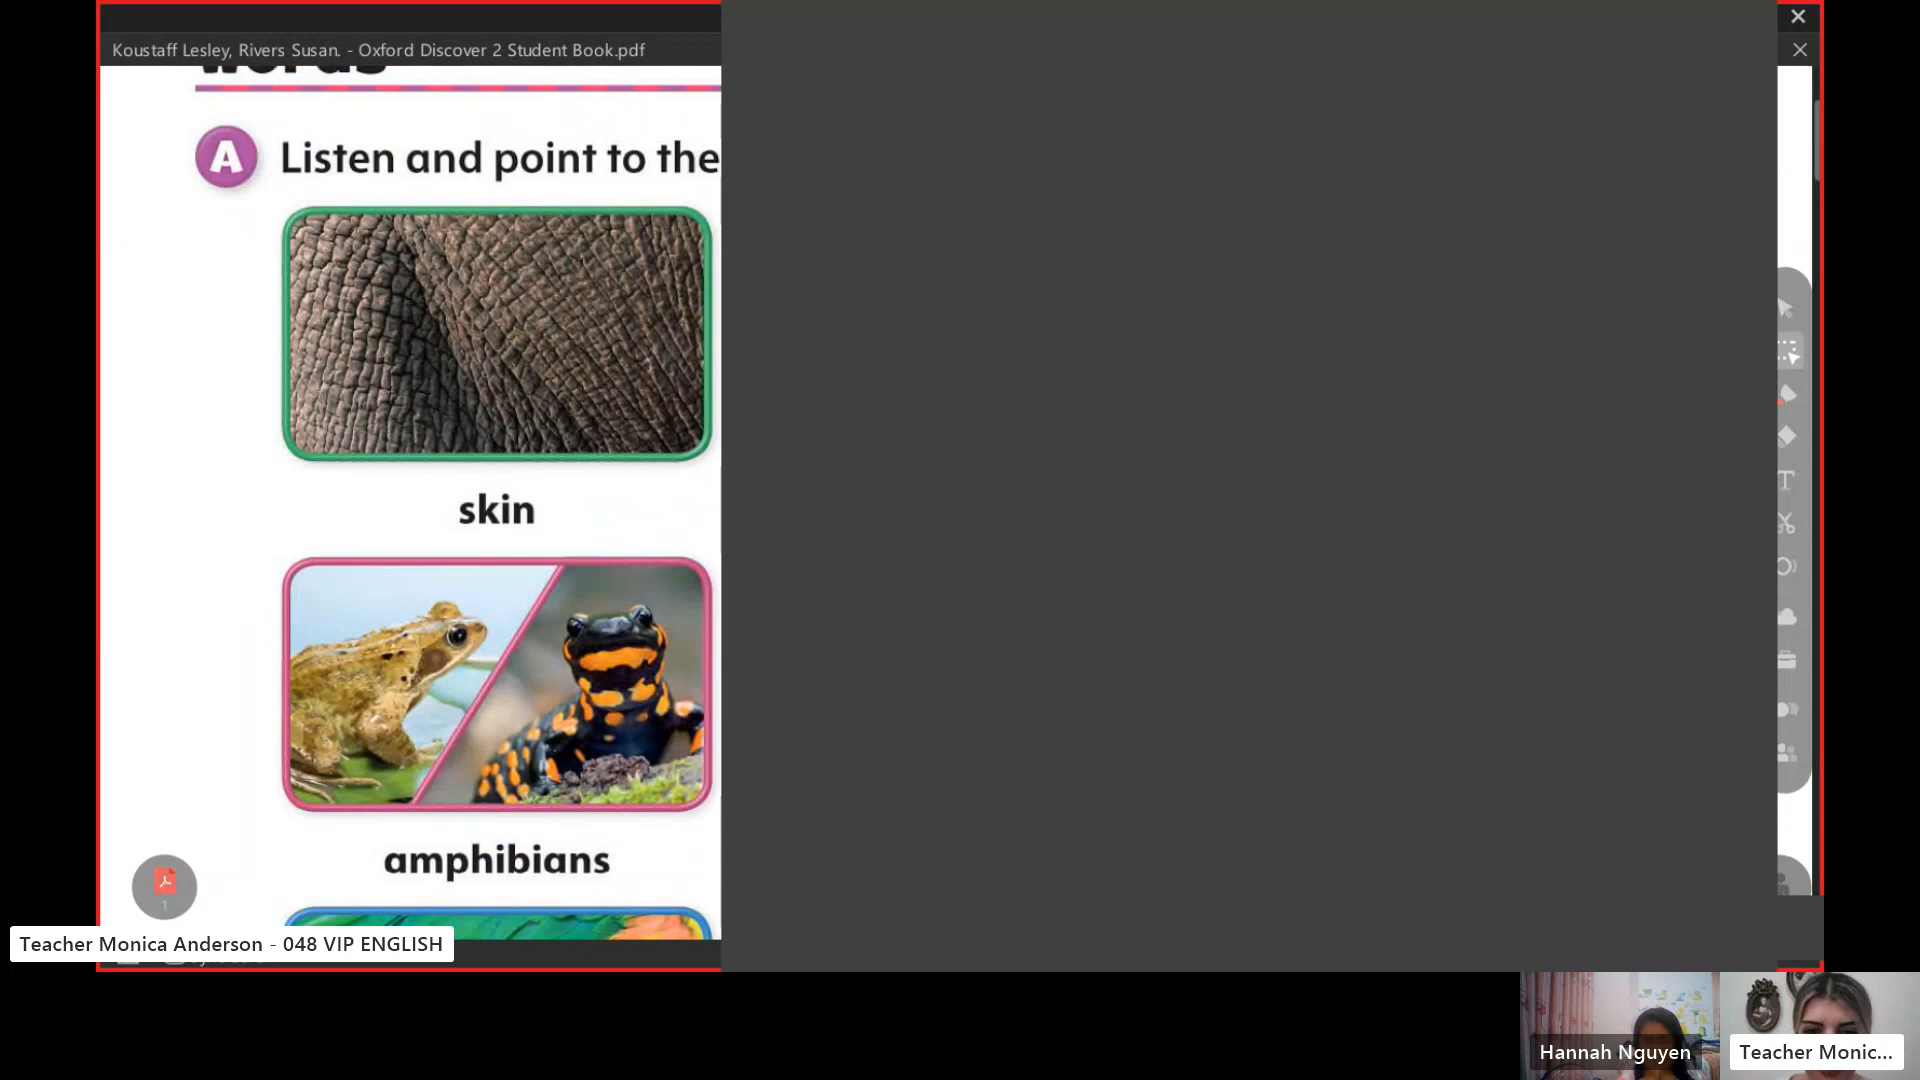 Koustaff Lesley, Rivers Susan. - Oxford Discover 2 Student Book.pdf
words
A Listen and point to the
skin
amphibians
1
Teacher Monica Anderson - 048 VIP ENGLISH
Hannah Nguyen
Teacher Monic...